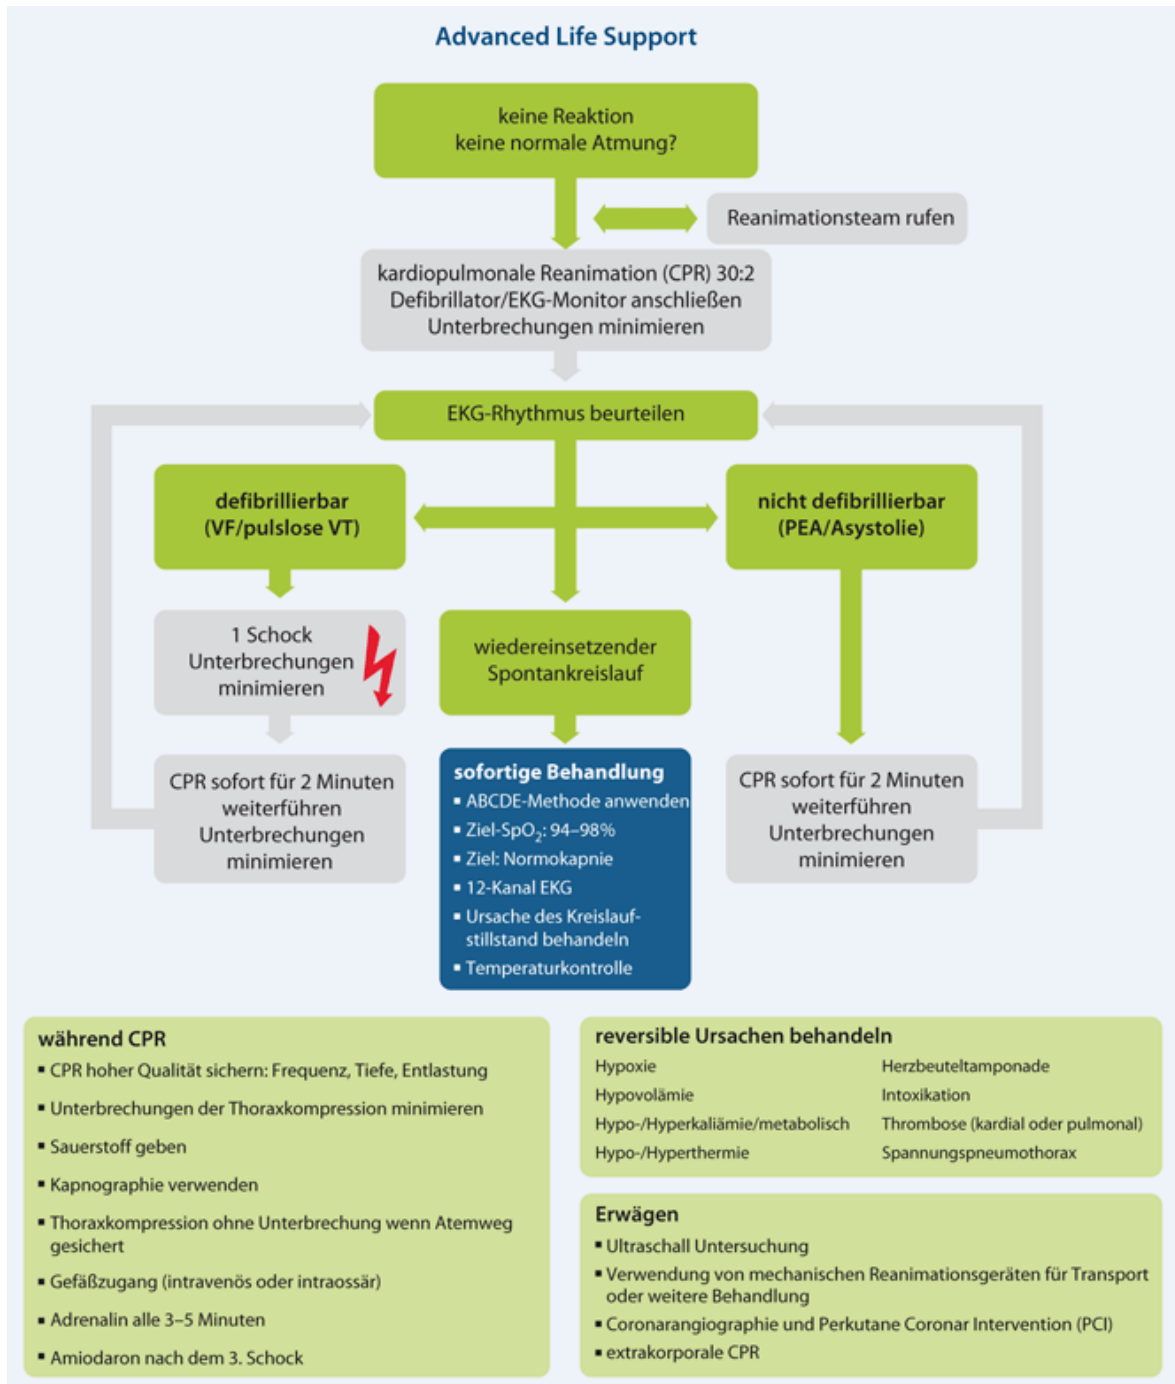 Advanced Life Support
keine Reaktion
keine normale Atmung?
Reanimationsteam rufen
kardiopulmonale Reanimation (CPR) 30:2
Defibrillator/EKG-Monitor anschließen
Unterbrechungen minimieren
EKG-Rhythmus beurteilen
defibrillierbar
(VF/pulslose VT)
nicht defibrillierbar
(PEA/Asystolie)
1 Schock
Unterbrechungen
minimieren
wiedereinsetzender
Spontankreislauf
CPR sofort für 2 Minuten
weiterführen
Unterbrechungen
minimieren
sofortige Behandlung
▪ ABCDE-Methode anwenden
▪ Ziel-SpO₂: 94–98%
▪ Ziel: Normokapnie
▪ 12-Kanal EKG
▪ Ursache des Kreislauf-
stillstand behandeln
▪ Temperaturkontrolle
CPR sofort für 2 Minuten
weiterführen
Unterbrechungen
minimieren
während CPR
▪ CPR hoher Qualität sichern: Frequenz, Tiefe, Entlastung
▪ Unterbrechungen der Thoraxkompression minimieren
▪ Sauerstoff geben
▪ Kapnographie verwenden
▪ Thoraxkompression ohne Unterbrechung wenn Atemweg
gesichert
▪ Gefäßzugang (intravenös oder intraossär)
▪ Adrenalin alle 3–5 Minuten
▪ Amiodaron nach dem 3. Schock
reversible Ursachen behandeln
Hypoxie
Hypovolämie
Hypo-/Hyperkaliämie/metabolisch
Hypo-/Hyperthermie
Herzbeuteltamponade
Intoxikation
Thrombose (kardial oder pulmonal)
Spannungspneumothorax
Erwägen
▪ Ultraschall Untersuchung
▪ Verwendung von mechanischen Reanimationsgeräten für Transport
oder weitere Behandlung
▪ Coronarangiographie und Perkutane Coronar Intervention (PCI)
▪ extrakorporale CPR